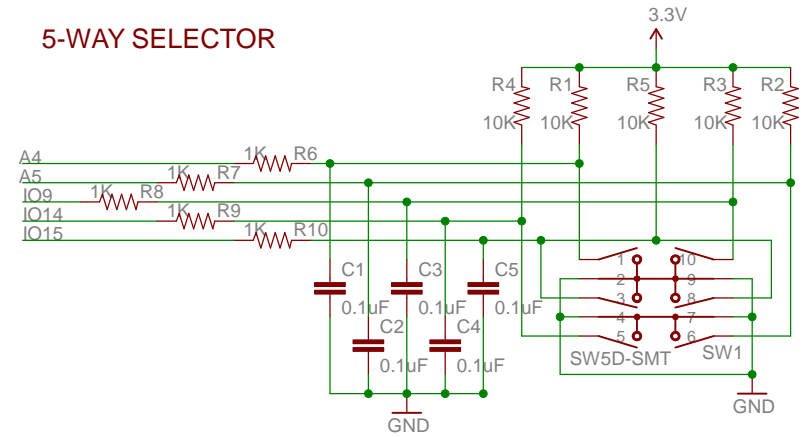 5-WAY SELECTOR
3.3V
R4 R1 R5 R3 R2
10K 10K 10K 10K 10K
A4 1K R6
A5 1K R7
IO9 1K R8
IO14 1K R9
IO15 1K R10
C1 C3 C5
0.1uF 0.1uF 0.1uF
C2 C4
0.1uF 0.1uF
1 10
2 9
3 8
4 7
5 6
SW5D-SMT SW1
GND
GND